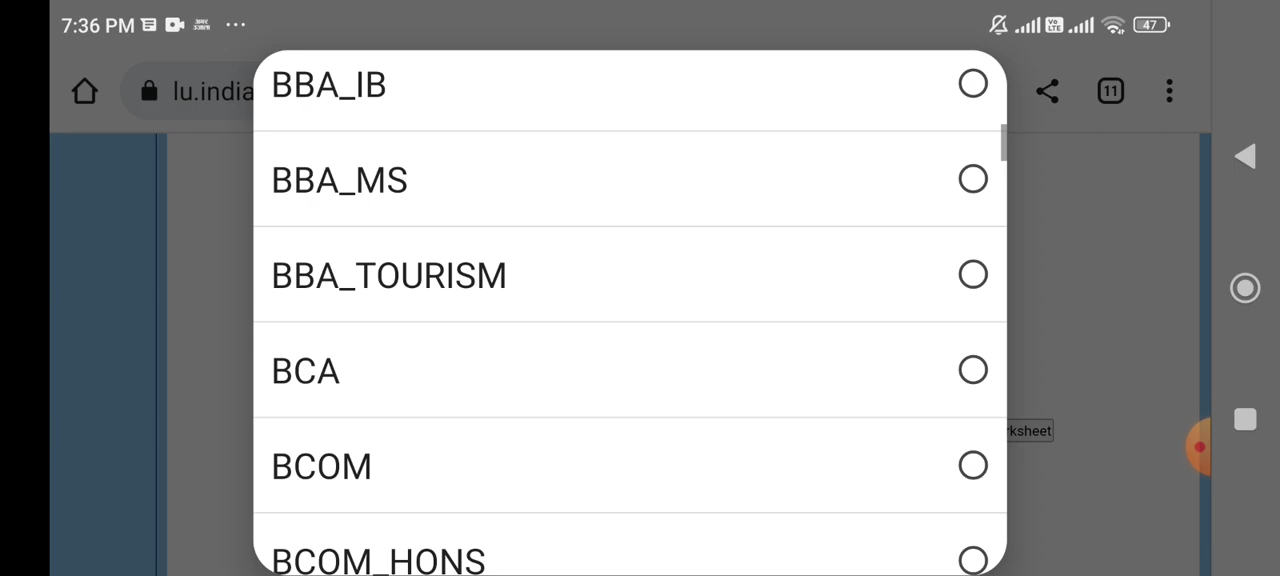 7:36 PM
47
lu.india
11
BBA_IB
BBA_MS
BBA_TOURISM
BCA
rksheet
BCOM
BCOM_HONS